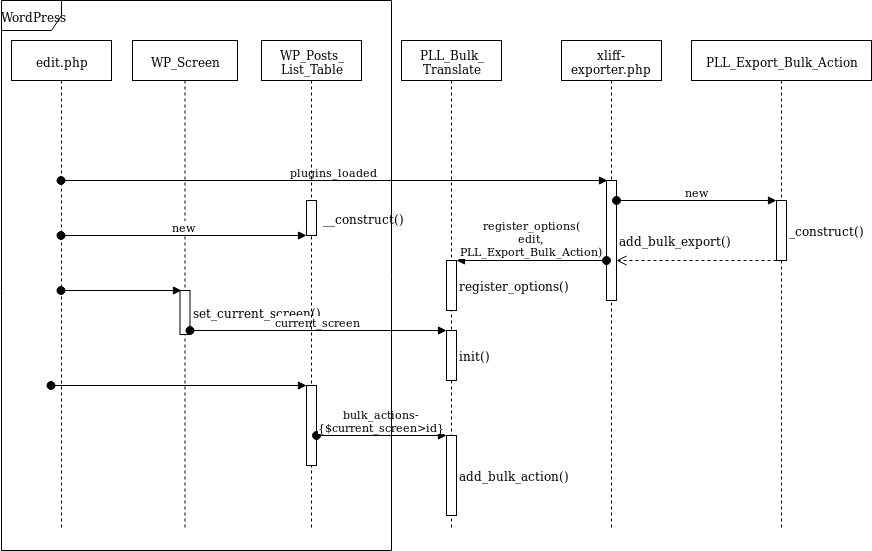 WordPress
edit.php
WP_Screen
WP_Posts_
List_Table
PLL_Bulk_
Translate
xliff-
exporter.php
PLL_Export_Bulk_Action
plugins_loaded
new
__construct()
new
register_options(
edit,
PLL_Export_Bulk_Action)
add_bulk_export()
_construct()
register_options()
set_current_screen()
current_screen
init()
bulk_actions-
{$current_screen>id}
add_bulk_action()